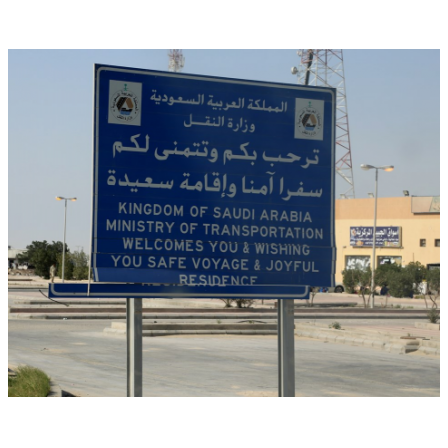 المملكة العربية السعودية
وزارة النقل
ترحب بكم وتتمنى لكم
سفرا آمنا وإقامة سعيدة
KINGDOM OF SAUDI ARABIA
MINISTRY OF TRANSPORTATION
WELCOMES YOU & WISHING
YOU SAFE VOYAGE & JOYFUL
RESIDENCE